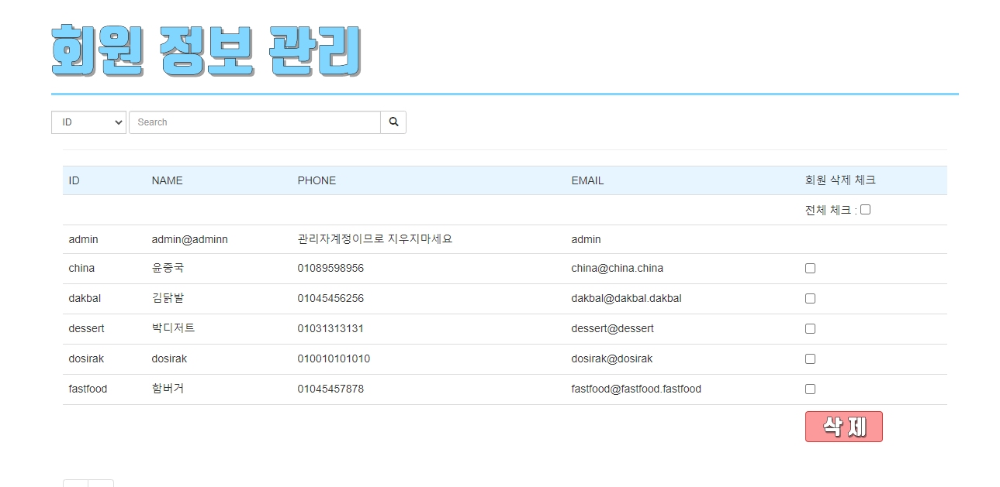 회원 정보 관리
ID Search
ID NAME PHONE EMAIL 회원 삭제 체크
전체 체크 :
admin admin@adminn 관리자계정이므로 지우지마세요 admin
china 윤중국 01089598956 china@china.china
dakbal 김닭발 01045456256 dakbal@dakbal.dakbal
dessert 박디저트 01031313131 dessert@dessert
dosirak dosirak 010010101010 dosirak@dosirak
fastfood 함버거 01045457878 fastfood@fastfood.fastfood
삭 제